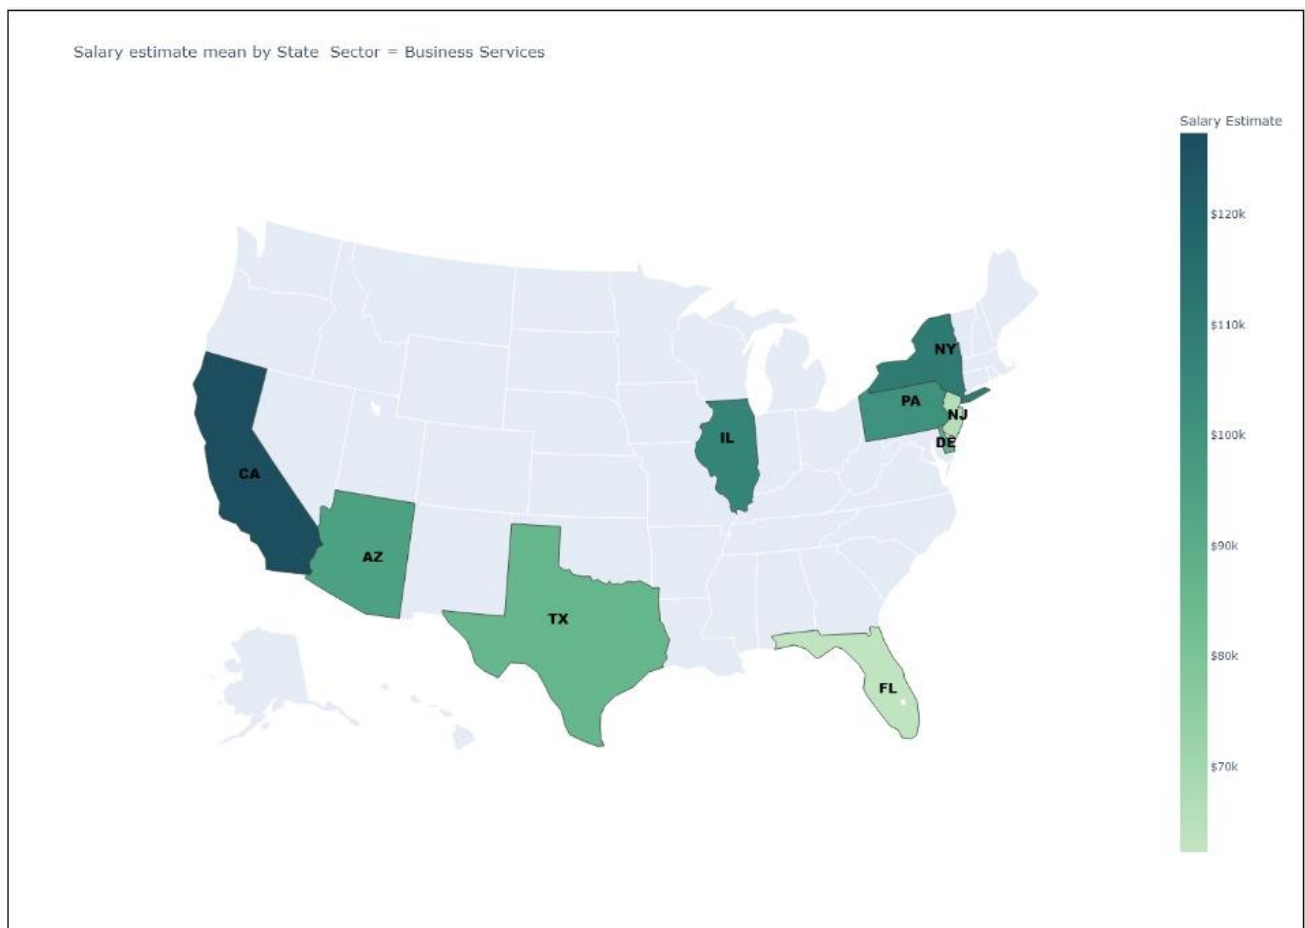 Salary estimate mean by State  Sector = Business Services
Salary Estimate
$120k
$110k
$100k
$90k
$80k
$70k
NY
PA
NJ
IL
DE
CA
AZ
TX
FL